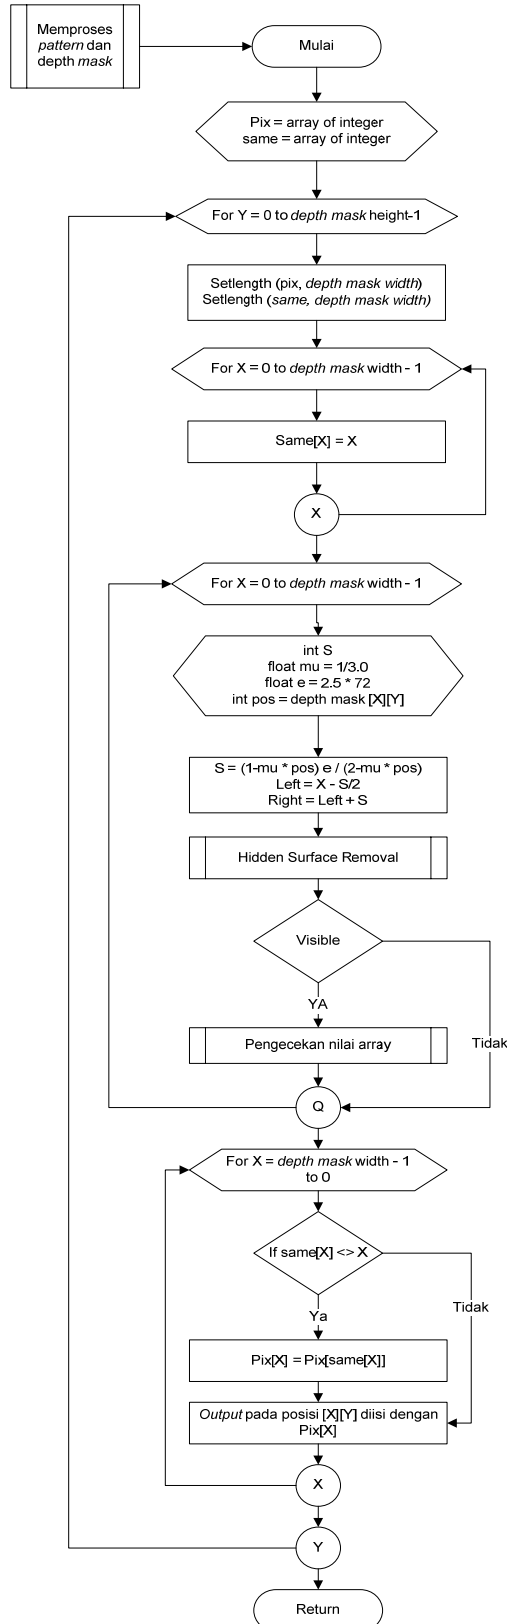 Memproses
pattern dan
depth mask
Mulai
Pix = array of integer
same = array of integer
For Y = 0 to depth mask height-1
Setlength (pix, depth mask width)
Setlength (same, depth mask width)
For X = 0 to depth mask width - 1
Same[X] = X
X
For X = 0 to depth mask width - 1
int S
float mu = 1/3.0
float e = 2.5 * 72
int pos = depth mask [X][Y]
S = (1-mu * pos) e / (2-mu * pos)
Left = X - S/2
Right = Left + S
Hidden Surface Removal
Visible
YA
Pengecekan nilai array
Tidak
Q
For X = depth mask width - 1
to 0
If same[X] <> X
Tidak
Ya
Pix[X] = Pix[same[X]]
Output pada posisi [X][Y] diisi dengan
Pix[X]
X
Y
Return